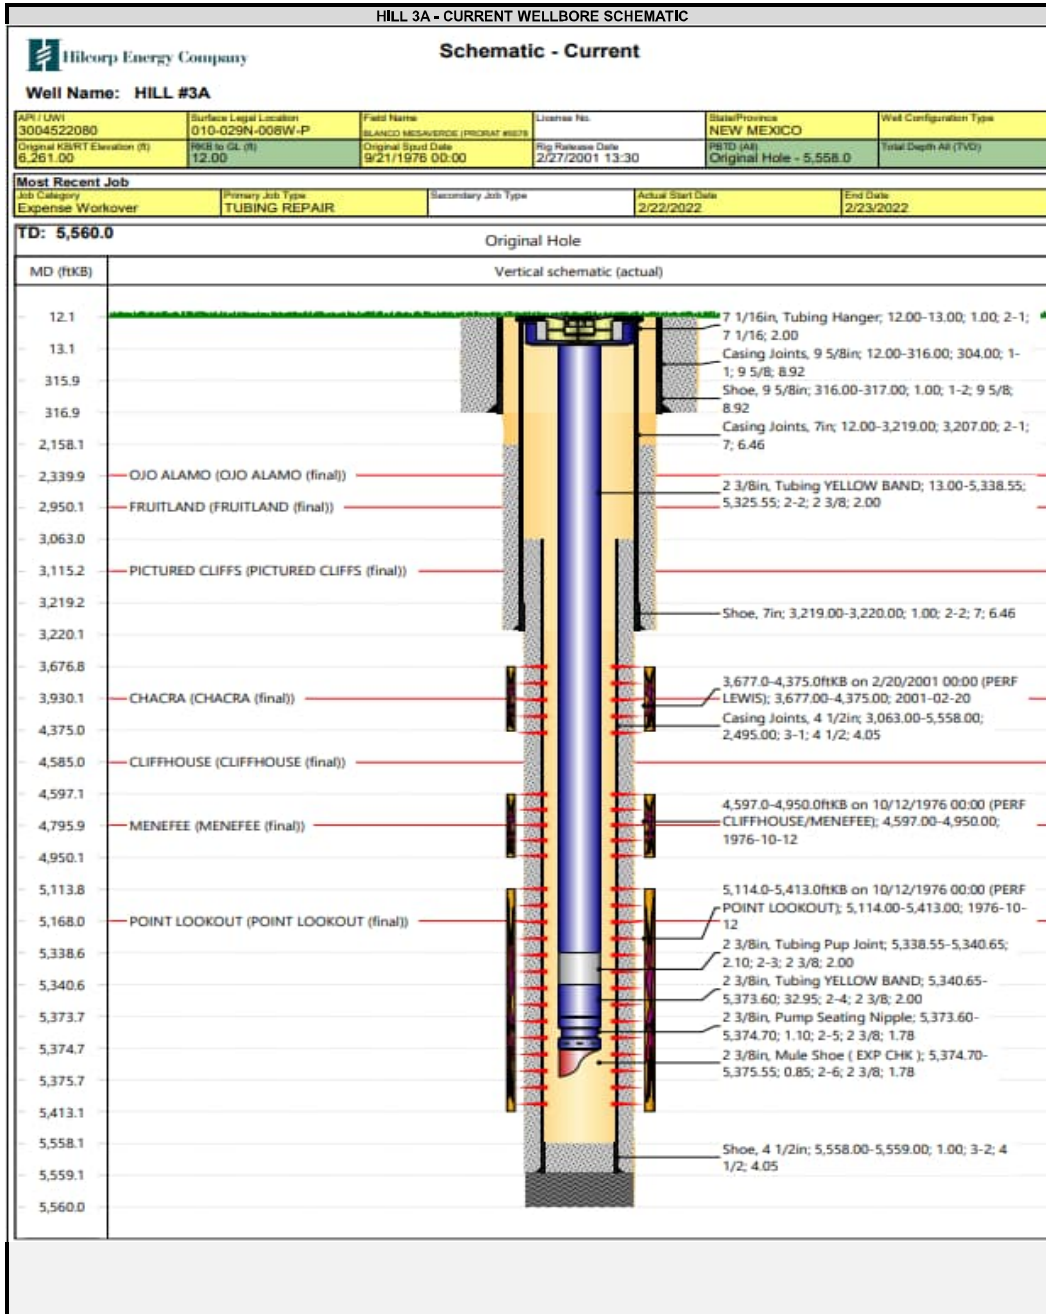 HILL 3A - CURRENT WELLBORE SCHEMATIC
Hilcorp Energy Company
Schematic - Current
Well Name: HILL #3A
API / UWI
3004522080
Surface Legal Location
010-029N-008W-P
Field Name
BLANCO MESAVERDE (PRORAT #
License No.
State/Province
NEW MEXICO
Well Configuration Type
Original KB/RT Elevation (ft)
6,261.00
RKB to GL (ft)
12.00
Original Spud Date
9/21/1976 00:00
Rig Release Date
2/27/2001 13:30
PBTD (All)
Original Hole - 5,558.0
Total Depth All (TVD)
Most Recent Job
Job Category
Expense Workover
Primary Job Type
TUBING REPAIR
Secondary Job Type
Actual Start Date
2/22/2022
End Date
2/23/2022
TD: 5,560.0
Original Hole
MD (ftKB)
Vertical schematic (actual)
12.1
13.1
315.9
316.9
2,158.1
2,339.9
2,950.1
3,063.0
3,115.2
3,219.2
3,220.1
3,676.8
3,930.1
4,375.0
4,585.0
4,597.1
4,795.9
4,950.1
5,113.8
5,168.0
5,338.6
5,340.6
5,373.7
5,374.7
5,375.7
5,413.1
5,558.1
5,559.1
5,560.0
OJO ALAMO (OJO ALAMO (final))
FRUITLAND (FRUITLAND (final))
PICTURED CLIFFS (PICTURED CLIFFS (final))
CHACRA (CHACRA (final))
CLIFFHOUSE (CLIFFHOUSE (final))
MENEFEE (MENEFEE (final))
POINT LOOKOUT (POINT LOOKOUT (final))
7 1/16in, Tubing Hanger; 12.00-13.00; 1.00; 2-1;
7 1/16; 2.00
Casing Joints, 9 5/8in; 12.00-316.00; 304.00; 1-
1; 9 5/8; 8.92
Shoe, 9 5/8in; 316.00-317.00; 1.00; 1-2; 9 5/8;
8.92
Casing Joints, 7in; 12.00-3,219.00; 3,207.00; 2-1;
7; 6.46
2 3/8in, Tubing YELLOW BAND; 13.00-5,338.55;
5,325.55; 2-2; 2 3/8; 2.00
Shoe, 7in; 3,219.00-3,220.00; 1.00; 2-2; 7; 6.46
3,677.0-4,375.0ftKB on 2/20/2001 00:00 (PERF
LEWIS); 3,677.00-4,375.00; 2001-02-20
Casing Joints, 4 1/2in; 3,063.00-5,558.00;
2,495.00; 3-1; 4 1/2; 4.05
4,597.0-4,950.0ftKB on 10/12/1976 00:00 (PERF
CLIFFHOUSE/MENEFEE); 4,597.00-4,950.00;
1976-10-12
5,114.0-5,413.0ftKB on 10/12/1976 00:00 (PERF
POINT LOOKOUT); 5,114.00-5,413.00; 1976-10-
12
2 3/8in, Tubing Pup Joint; 5,338.55-5,340.65;
2.10; 2-3; 2 3/8; 2.00
2 3/8in, Tubing YELLOW BAND; 5,340.65-
5,373.60; 32.95; 2-4; 2 3/8; 2.00
2 3/8in, Pump Seating Nipple; 5,373.60-
5,374.70; 1.10; 2-5; 2 3/8; 1.78
2 3/8in, Mule Shoe ( EXP CHK ); 5,374.70-
5,375.55; 0.85; 2-6; 2 3/8; 1.78
Shoe, 4 1/2in; 5,558.00-5,559.00; 1.00; 3-2; 4
1/2; 4.05